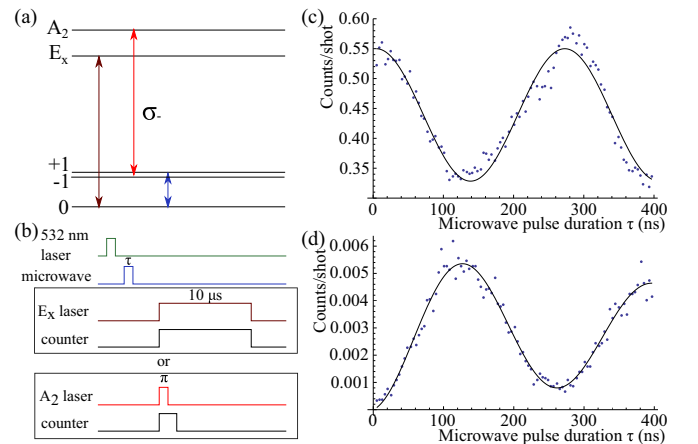 (a)
A₂
Eₓ
σ₋
+1
-1
0
(b)
532 nm
laser
microwave
τ
10 μs
Eₓ laser
counter
or
π
A₂ laser
counter
(c)
Counts/shot
0.55
0.50
0.45
0.40
0.35
0 100 200 300 400
Microwave pulse duration τ (ns)
(d)
Counts/shot
0.006
0.005
0.004
0.003
0.002
0.001
0 100 200 300 400
Microwave pulse duration τ (ns)